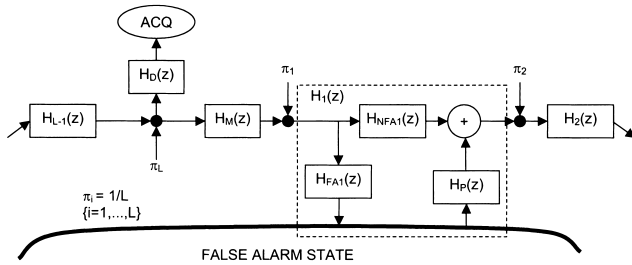 ACQ
H_D(z)
π_1
H_1(z)
π_2
H_{L-1}(z)
H_M(z)
H_{NFA1}(z)
+
H_2(z)
π_L
H_{FA1}(z)
H_P(z)
π_i = 1/L
{i=1,...,L}
FALSE ALARM STATE